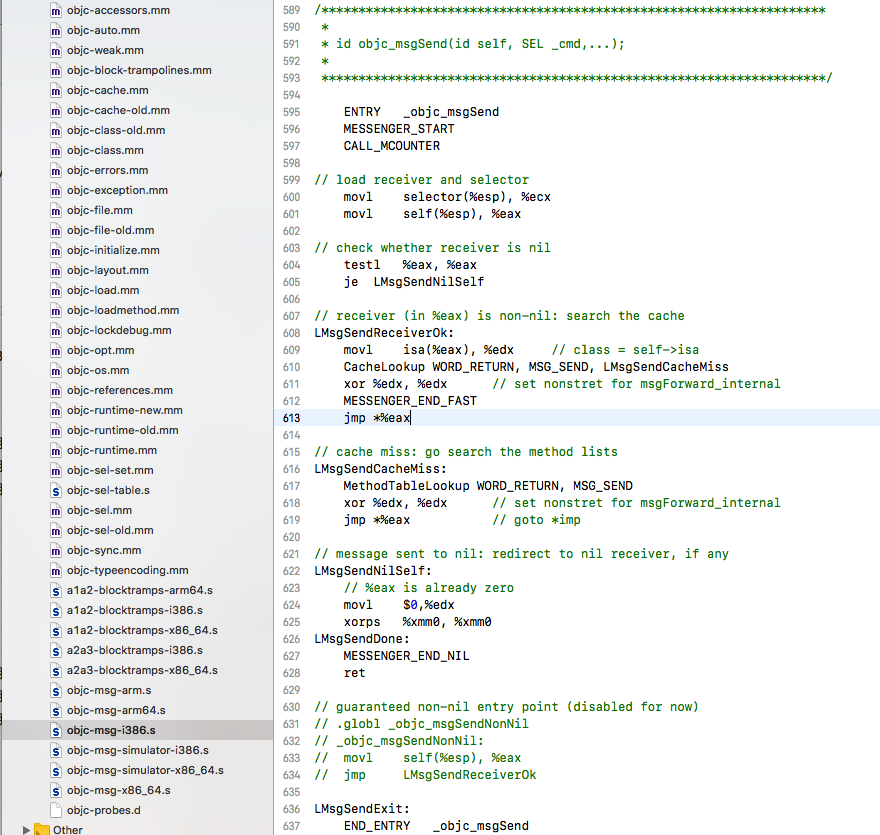 objc-accessors.mm
objc-auto.mm
objc-weak.mm
objc-block-trampolines.mm
objc-cache.mm
objc-cache-old.mm
objc-class-old.mm
objc-class.mm
objc-errors.mm
objc-exception.mm
objc-file.mm
objc-file-old.mm
objc-initialize.mm
objc-layout.mm
objc-load.mm
objc-loadmethod.mm
objc-lockdebug.mm
objc-opt.mm
objc-os.mm
objc-references.mm
objc-runtime-new.mm
objc-runtime-old.mm
objc-runtime.mm
objc-sel-set.mm
objc-sel-table.s
objc-sel.mm
objc-sel-old.mm
objc-sync.mm
objc-typeencoding.mm
a1a2-blocktramps-arm64.s
a1a2-blocktramps-i386.s
a1a2-blocktramps-x86_64.s
a2a3-blocktramps-i386.s
a2a3-blocktramps-x86_64.s
objc-msg-arm.s
objc-msg-arm64.s
objc-msg-i386.s
objc-msg-simulator-i386.s
objc-msg-simulator-x86_64.s
objc-msg-x86_64.s
objc-probes.d
Other
589 /********************************************************************
590 *
591 * id objc_msgSend(id self, SEL _cmd,...);
592 *
593 ********************************************************************/
594
595 ENTRY _objc_msgSend
596 MESSENGER_START
597 CALL_MCOUNTER
598
599 // load receiver and selector
600 movl selector(%esp), %ecx
601 movl self(%esp), %eax
602
603 // check whether receiver is nil
604 testl %eax, %eax
605 je LMsgSendNilSelf
606
607 // receiver (in %eax) is non-nil: search the cache
608 LMsgSendReceiverOk:
609 movl isa(%eax), %edx // class = self->isa
610 CacheLookup WORD_RETURN, MSG_SEND, LMsgSendCacheMiss
611 xor %edx, %edx // set nonstret for msgForward_internal
612 MESSENGER_END_FAST
613 jmp *%eax
614
615 // cache miss: go search the method lists
616 LMsgSendCacheMiss:
617 MethodTableLookup WORD_RETURN, MSG_SEND
618 xor %edx, %edx // set nonstret for msgForward_internal
619 jmp *%eax // goto *imp
620
621 // message sent to nil: redirect to nil receiver, if any
622 LMsgSendNilSelf:
623 // %eax is already zero
624 movl $0,%edx
625 xorps %xmm0, %xmm0
626 LMsgSendDone:
627 MESSENGER_END_NIL
628 ret
629
630 // guaranteed non-nil entry point (disabled for now)
631 // .globl _objc_msgSendNonNil
632 // _objc_msgSendNonNil:
633 // movl self(%esp), %eax
634 // jmp LMsgSendReceiverOk
635
636 LMsgSendExit:
637 END_ENTRY _objc_msgSend